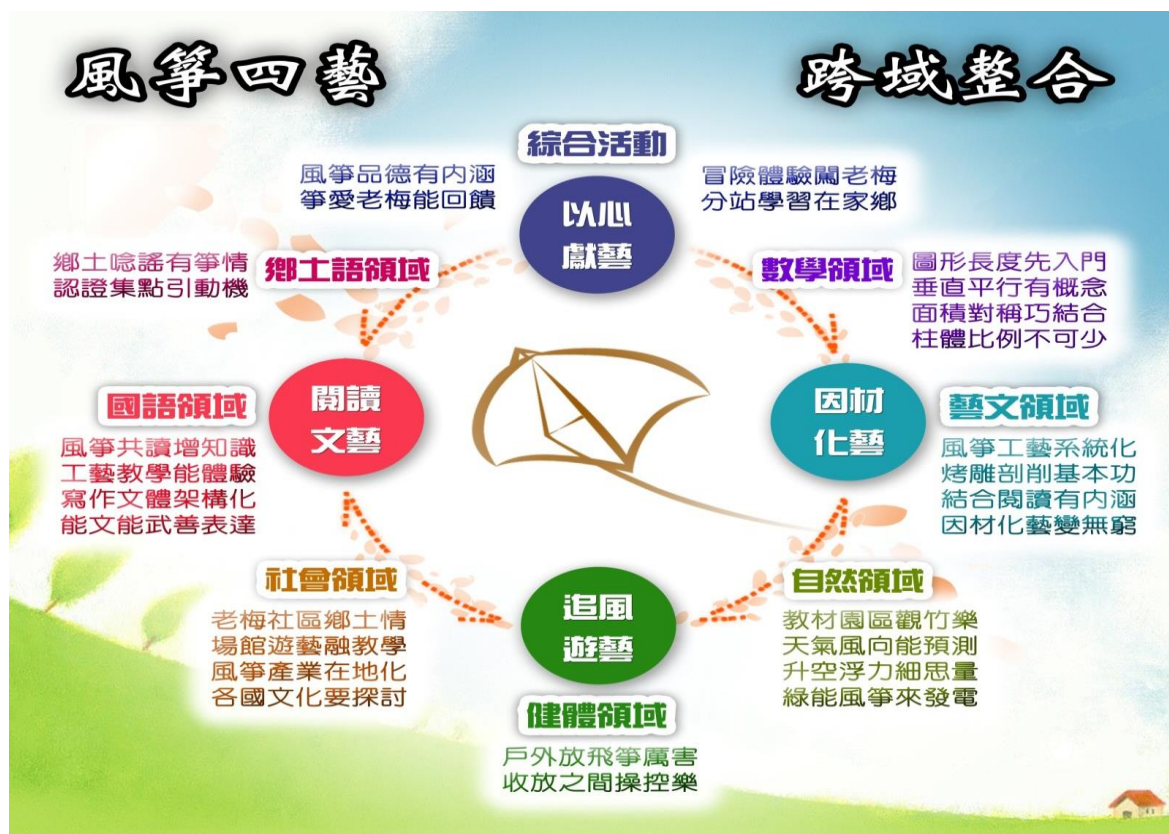 風箏四藝
跨域整合
綜合活動
風箏品德有內涵
箏愛老梅能回饋
以心
獻藝
冒險體驗闖老梅
分站學習在家鄉
鄉土唸謠有箏情
認證集點引動機
鄉土語領域
數學領域
圖形長度先入門
垂直平行有概念
面積對稱巧結合
柱體比例不可少
國語領域
風箏共讀增知識
工藝教學能體驗
寫作文體架構化
能文能武善表達
閱讀
文藝
因材
化藝
藝文領域
風箏工藝系統化
烤雕剖削基本功
結合閱讀有內涵
因材化藝變無窮
社會領域
老梅社區鄉土情
場館遊藝融教學
風箏產業在地化
各國文化要探討
追風
遊藝
自然領域
教材園區觀竹樂
天氣風向能預測
升空浮力細思量
綠能風箏來發電
健體領域
戶外放飛箏厲害
收放之間操控樂